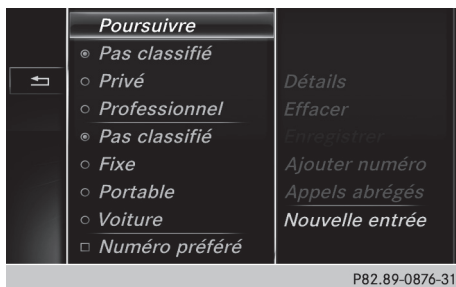 Poursuivre
Pas classifié
Privé
Professionnel
Pas classifié
Fixe
Portable
Voiture
Numéro préféré
Détails
Effacer
Enregistrer
Ajouter numéro
Appels abrégés
Nouvelle entrée
P82.89-0876-31